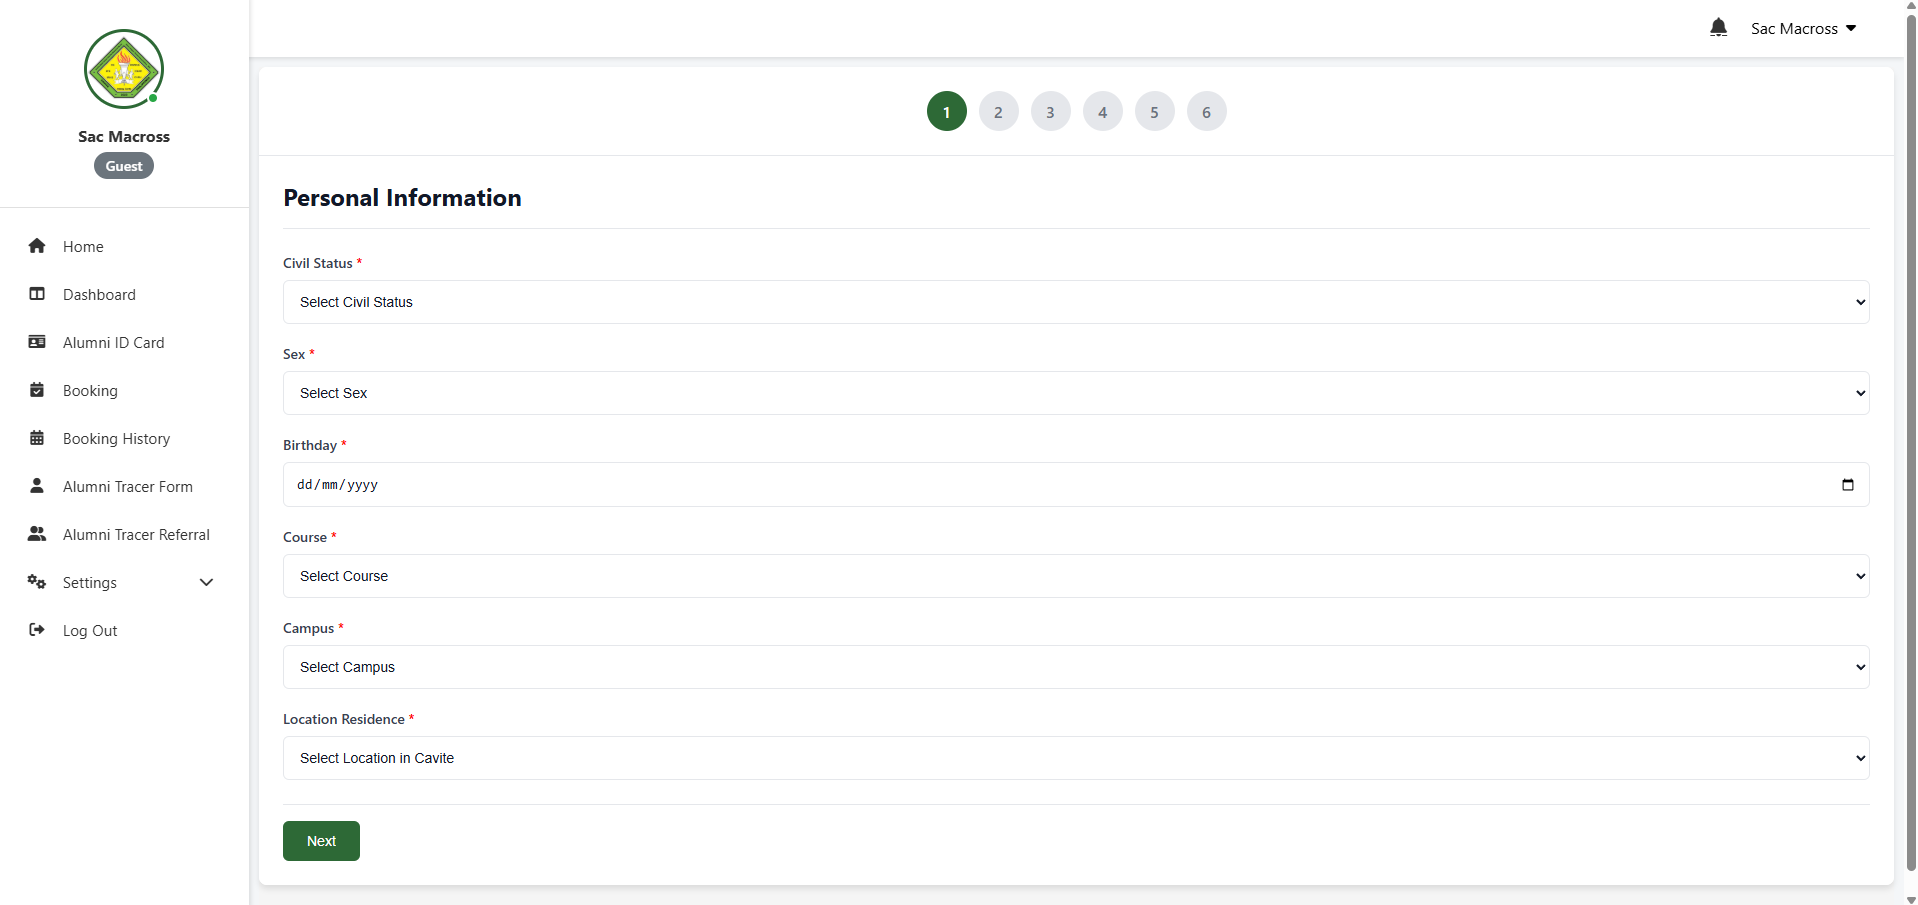 Sac Macross
Guest
Home
Dashboard
Alumni ID Card
Booking
Booking History
Alumni Tracer Form
Alumni Tracer Referral
Settings
Log Out
Sac Macross
1 2 3 4 5 6
Personal Information
Civil Status *
Select Civil Status
Sex *
Select Sex
Birthday *
dd/mm/yyyy
Course *
Select Course
Campus *
Select Campus
Location Residence *
Select Location in Cavite
Next